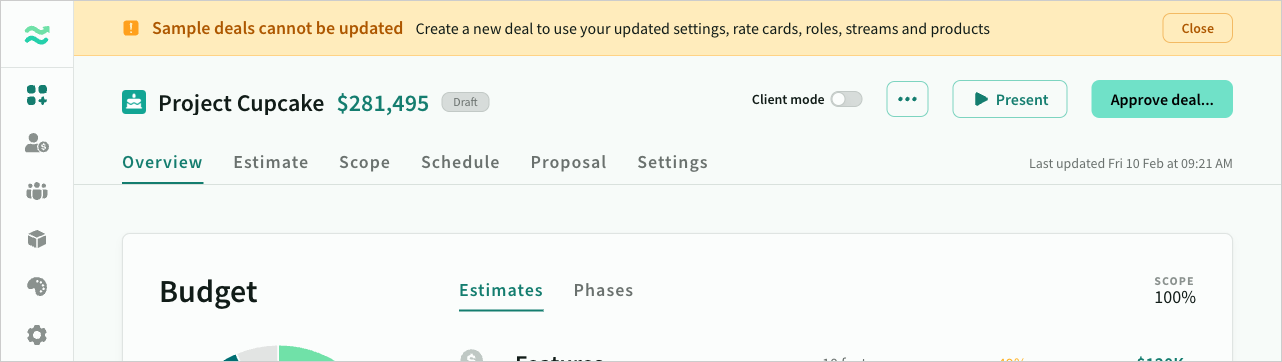 Sample deals cannot be updated Create a new deal to use your updated settings, rate cards, roles, streams and products Close
Project Cupcake $281,495 Draft Client mode Present Approve deal...
Overview Estimate Scope Schedule Proposal Settings Last updated Fri 10 Feb at 09:21 AM
Budget Estimates Phases SCOPE
100%
Features